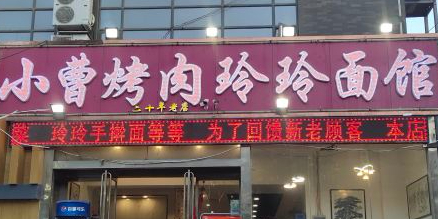 小曹烤肉玲玲面馆
二十年老店
玲玲手擀面等等 为了回馈新老顾客 本店